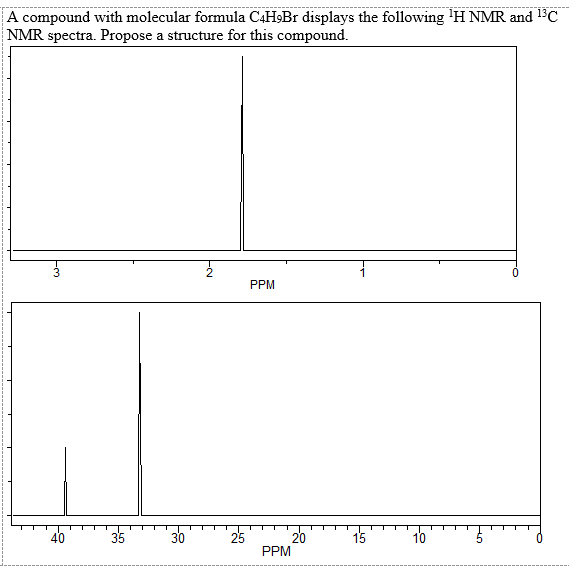 A compound with molecular formula C₄H₉Br displays the following ¹H NMR and ¹³C
NMR spectra. Propose a structure for this compound.
3 2 1 0
PPM
40 35 30 25 20 15 10 5 0
PPM